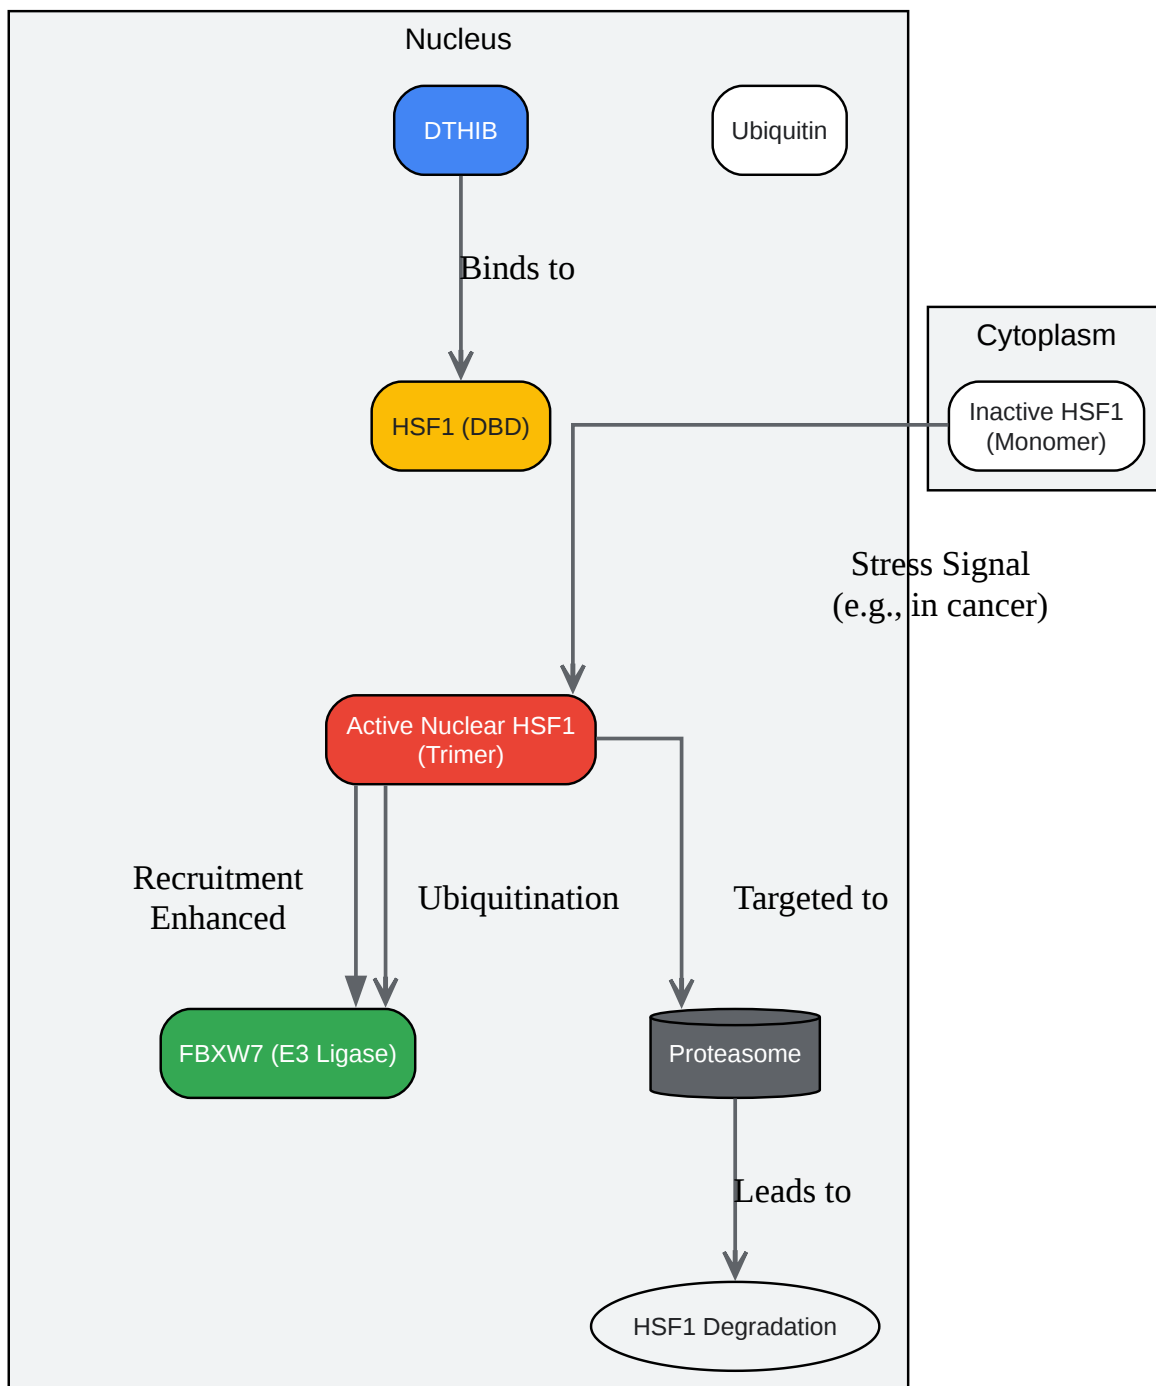 Nucleus
DTHIB
Ubiquitin
Binds to
Cytoplasm
HSF1 (DBD)
Inactive HSF1
(Monomer)
Stress Signal
(e.g., in cancer)
Active Nuclear HSF1
(Trimer)
Recruitment
Enhanced
Ubiquitination
Targeted to
FBXW7 (E3 Ligase)
Proteasome
Leads to
HSF1 Degradation